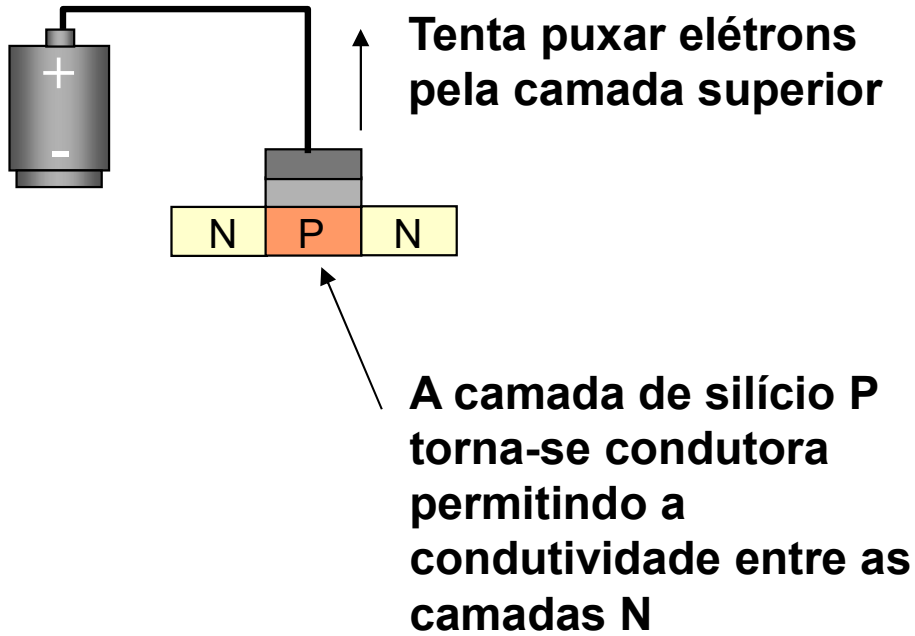 Tenta puxar elétrons
pela camada superior
+
-
N P N
A camada de silício P
torna-se condutora
permitindo a
condutividade entre as
camadas N